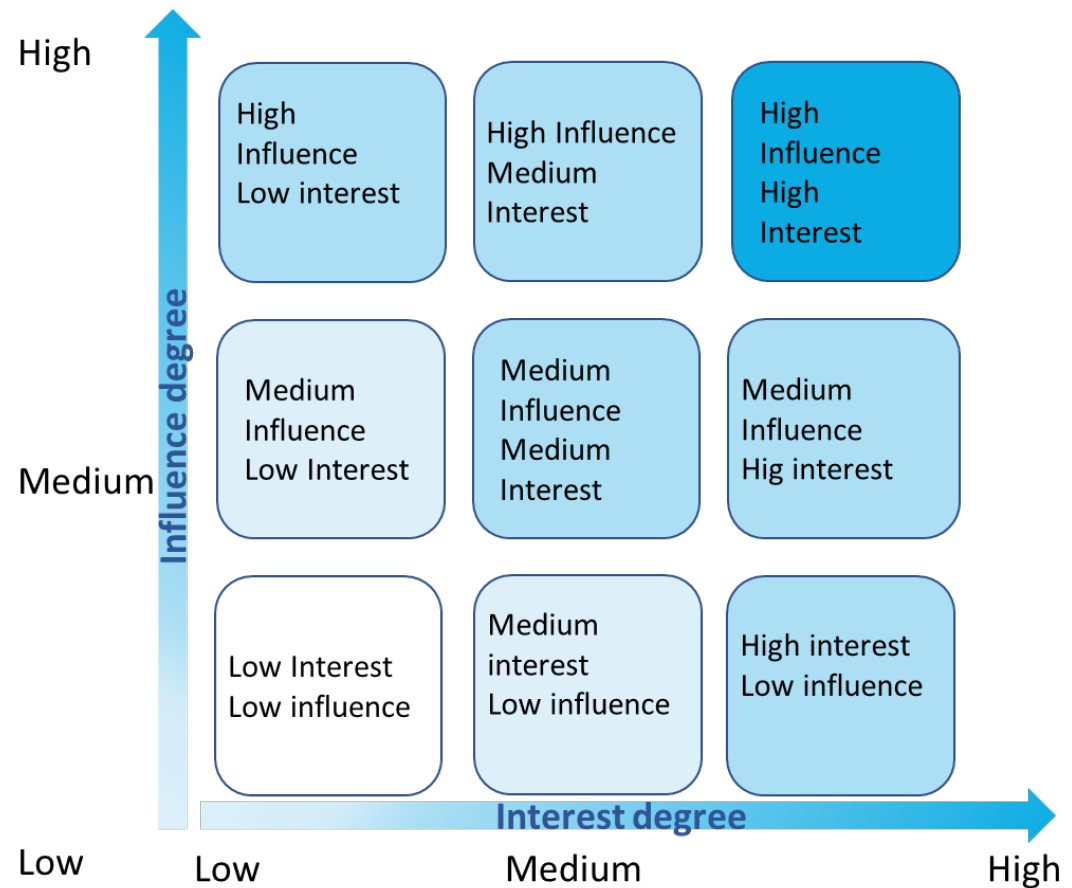 High
High
Influence
Low interest
High Influence
Medium
Interest
High
Influence
High
Interest
Influence degree
Medium
Medium
Influence
Low Interest
Medium
Influence
Medium
Interest
Medium
Influence
Hig interest
Low Interest
Low influence
Medium
interest
Low influence
High interest
Low influence
Interest degree
Low
Low
Medium
High